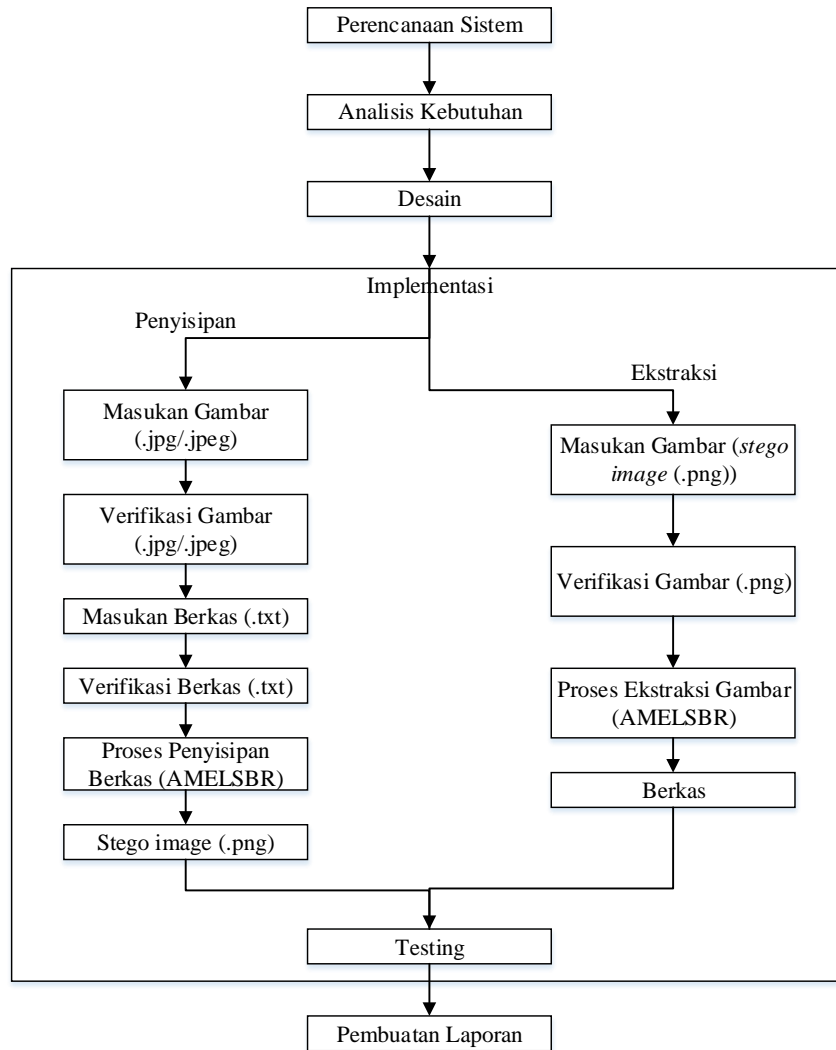 Perencanaan Sistem
Analisis Kebutuhan
Desain
Implementasi
Penyisipan
Masukan Gambar
(.jpg/.jpeg)
Verifikasi Gambar
(.jpg/.jpeg)
Masukan Berkas (.txt)
Verifikasi Berkas (.txt)
Proses Penyisipan
Berkas (AMELSBR)
Stego image (.png)
Ekstraksi
Masukan Gambar (stego
image (.png))
Verifikasi Gambar (.png)
Proses Ekstraksi Gambar
(AMELSBR)
Berkas
Testing
Pembuatan Laporan